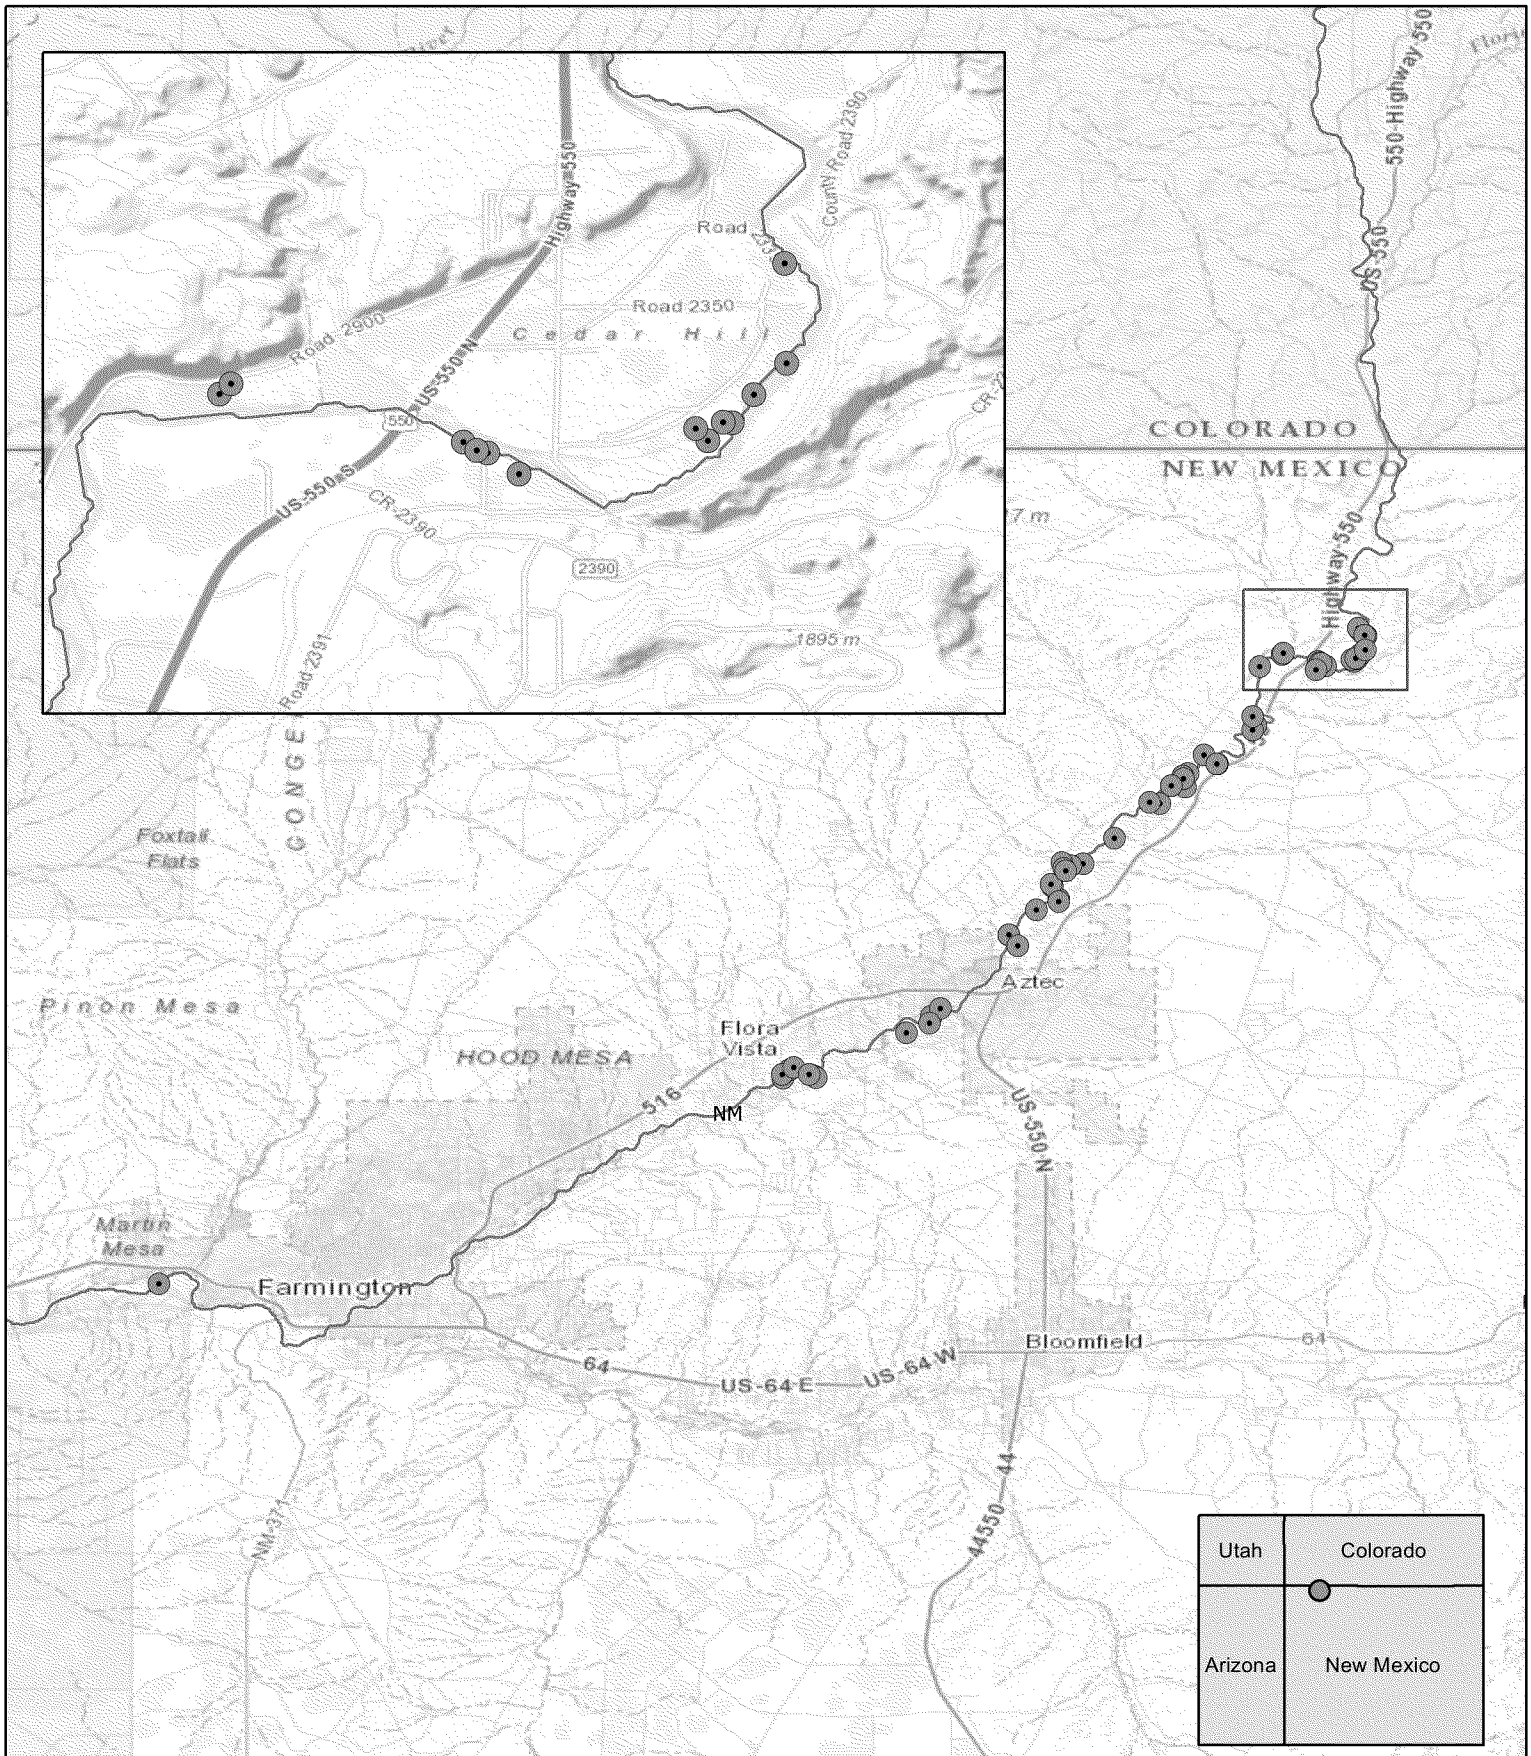 550-Highway-550
US-550
County Road 2390
Highway-550
Road 233
Road 2350
Cedar Hill
Road 2900
US-550-N
550
US-550-S
CR-2390
2390
1895 m
Road 2391
COLORADO
NEW MEXICO
7 m
Highway-550
Foxtail
Flats
Pinon Mesa
HOOD MESA
Flora
Vista
Aztec
516
NM
US-550 N
Martin
Mesa
Farmington
Bloomfield
64
64
US-64 E
US-64 W
44
44550
NM-371
Utah
Colorado
Arizona
New Mexico